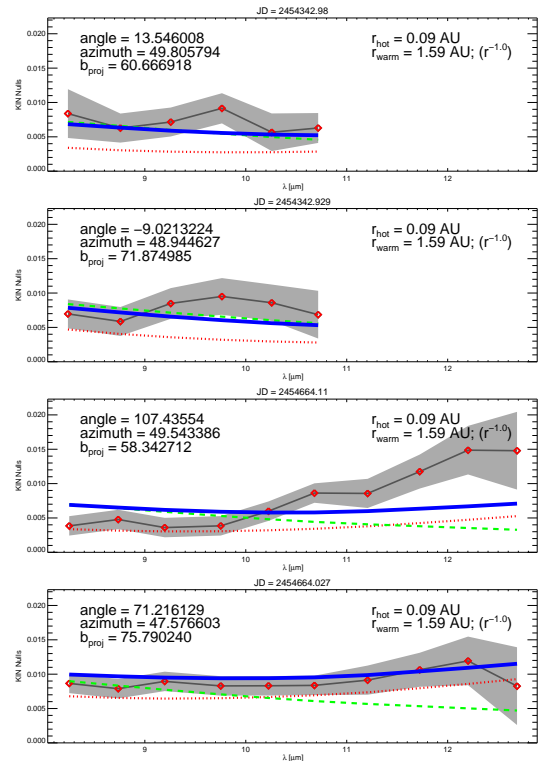 JD = 2454342.98
angle = 13.546008
azimuth = 49.805794
b_proj = 60.666918
r_hot = 0.09 AU
r_warm = 1.59 AU; (r^−1.0)
KIN Nulls
0.020
0.015
0.010
0.005
0.000
9 10 11 12
λ [μm]
JD = 2454342.929
angle = −9.0213224
azimuth = 48.944627
b_proj = 71.874985
r_hot = 0.09 AU
r_warm = 1.59 AU; (r^−1.0)
KIN Nulls
0.020
0.015
0.010
0.005
0.000
9 10 11 12
λ [μm]
JD = 2454664.11
angle = 107.43554
azimuth = 49.543386
b_proj = 58.342712
r_hot = 0.09 AU
r_warm = 1.59 AU; (r^−1.0)
KIN Nulls
0.020
0.015
0.010
0.005
0.000
9 10 11 12
λ [μm]
JD = 2454664.027
angle = 71.216129
azimuth = 47.576603
b_proj = 75.790240
r_hot = 0.09 AU
r_warm = 1.59 AU; (r^−1.0)
KIN Nulls
0.020
0.015
0.010
0.005
0.000
9 10 11 12
λ [μm]